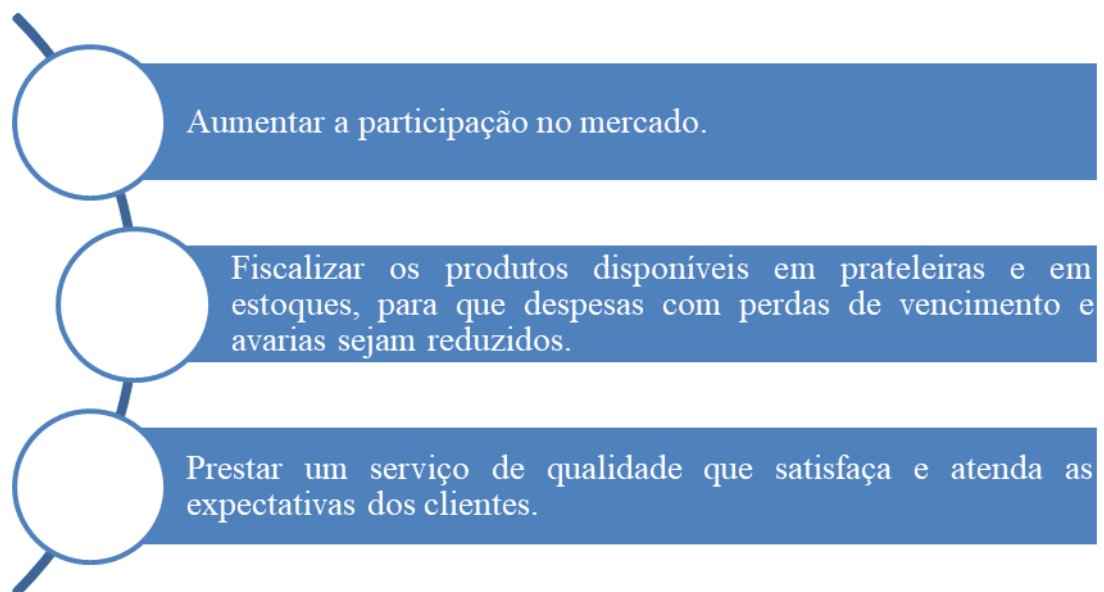 Aumentar a participação no mercado.
Fiscalizar os produtos disponíveis em prateleiras e em
estoques, para que despesas com perdas de vencimento e
avarias sejam reduzidos.
Prestar um serviço de qualidade que satisfaça e atenda as
expectativas dos clientes.